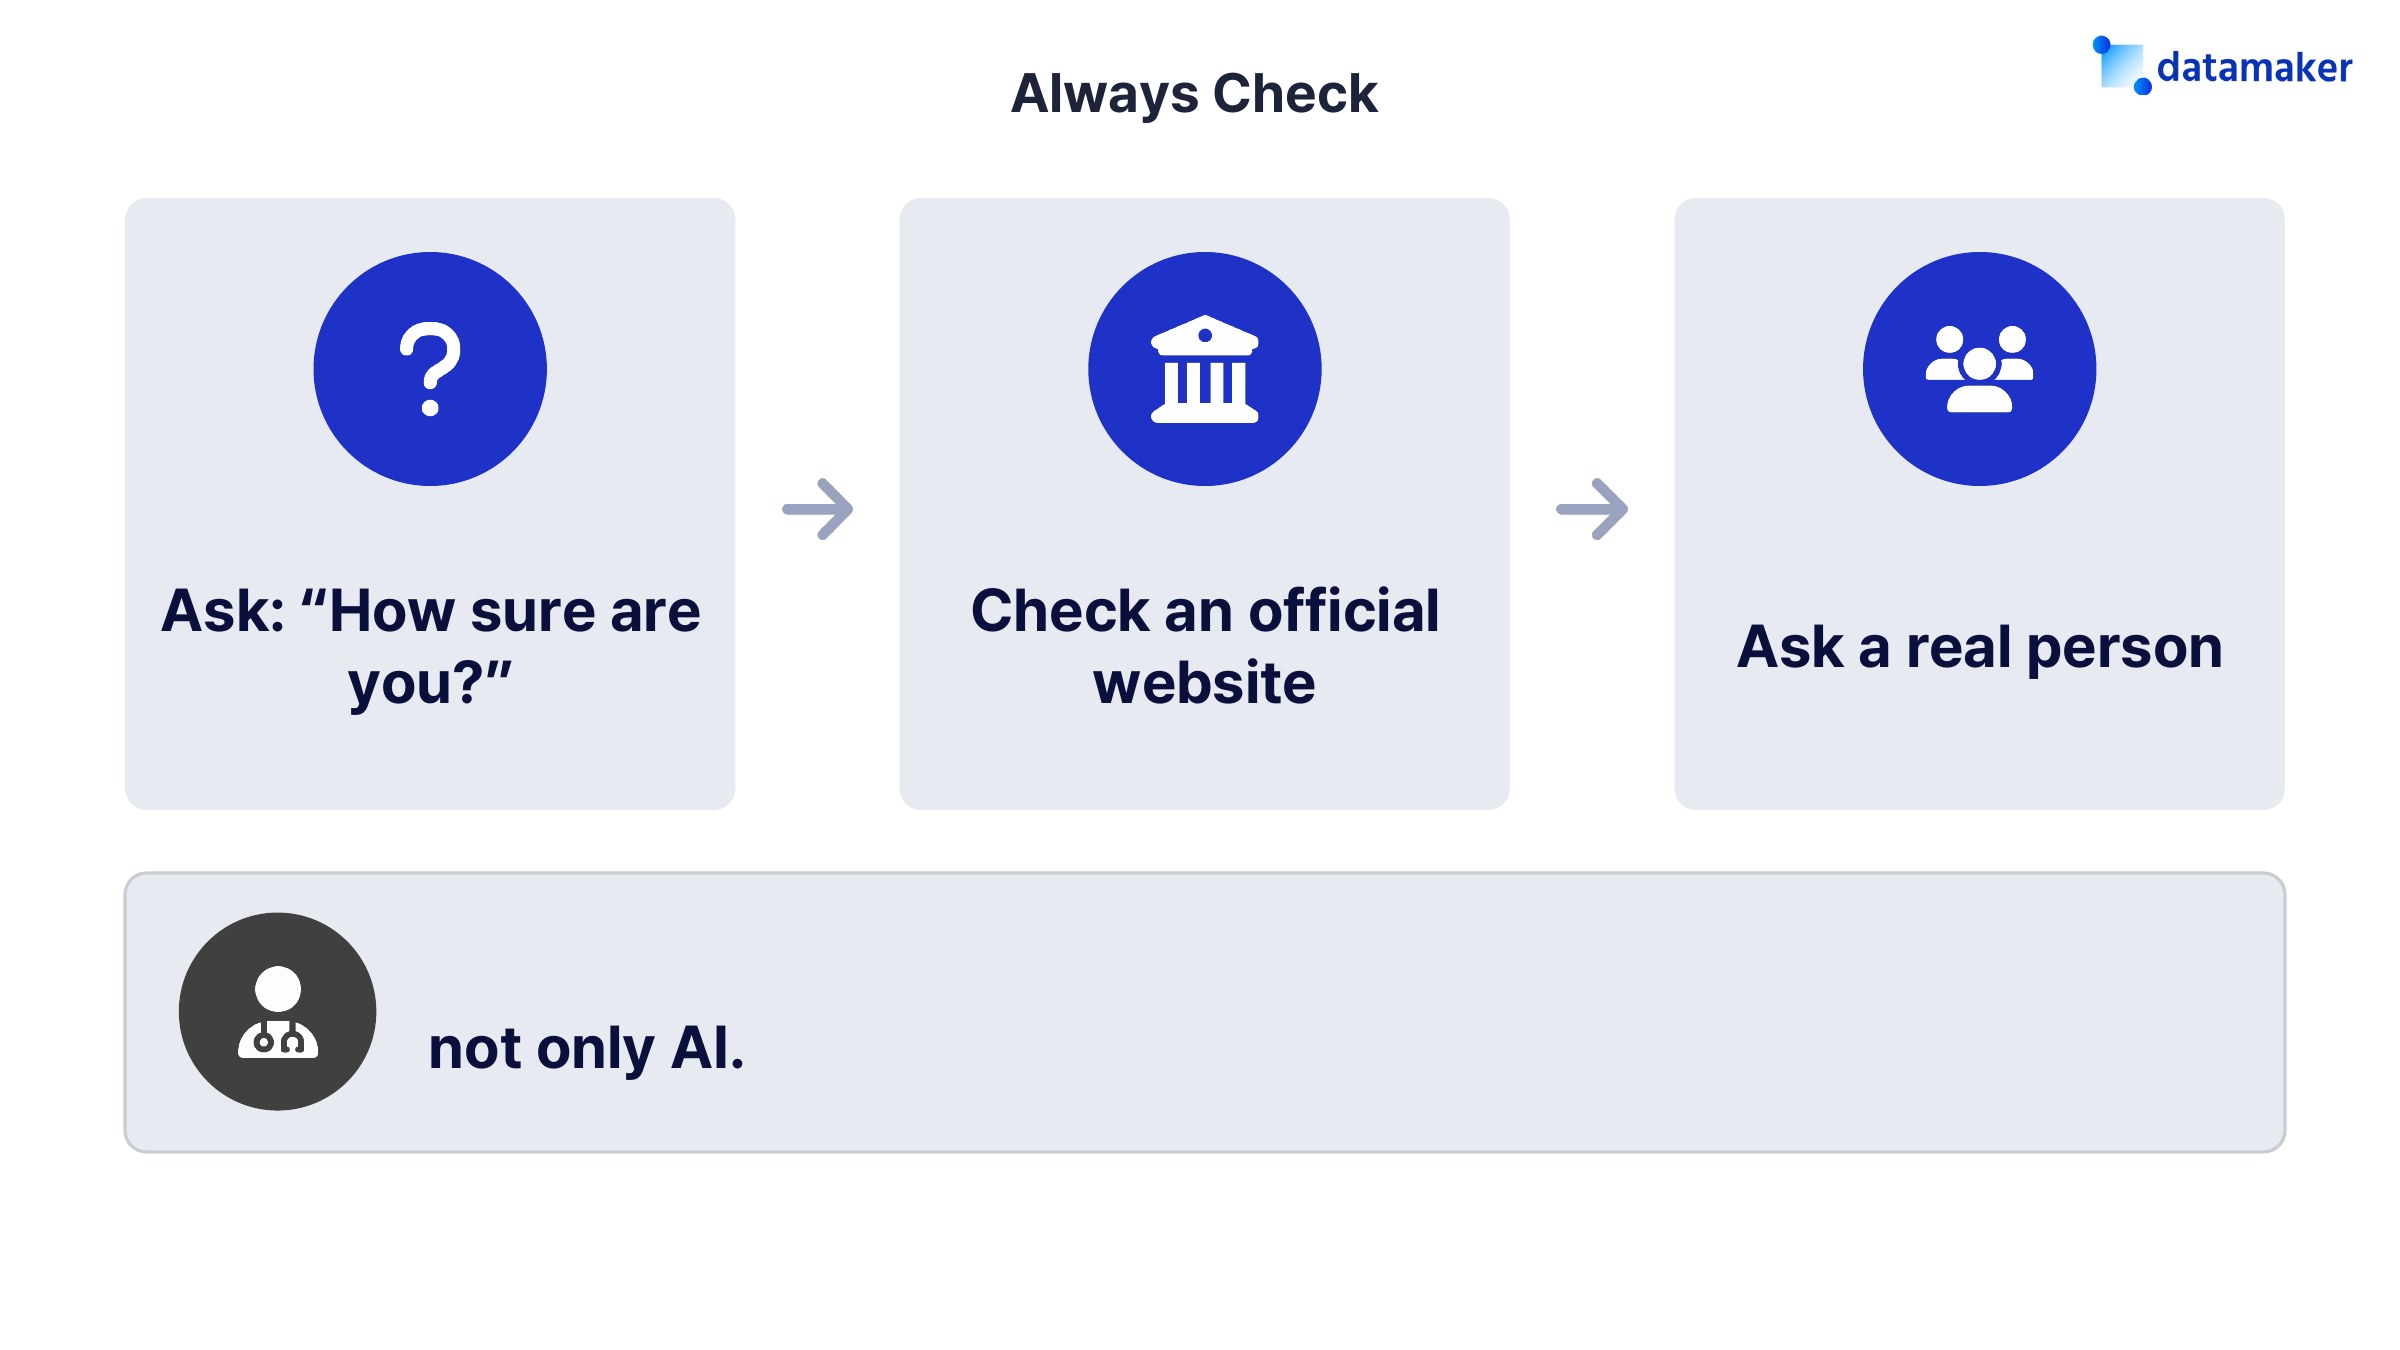 datamaker
Always Check
Ask: “How sure are
you?”
Check an official
website
Ask a real person
not only AI.